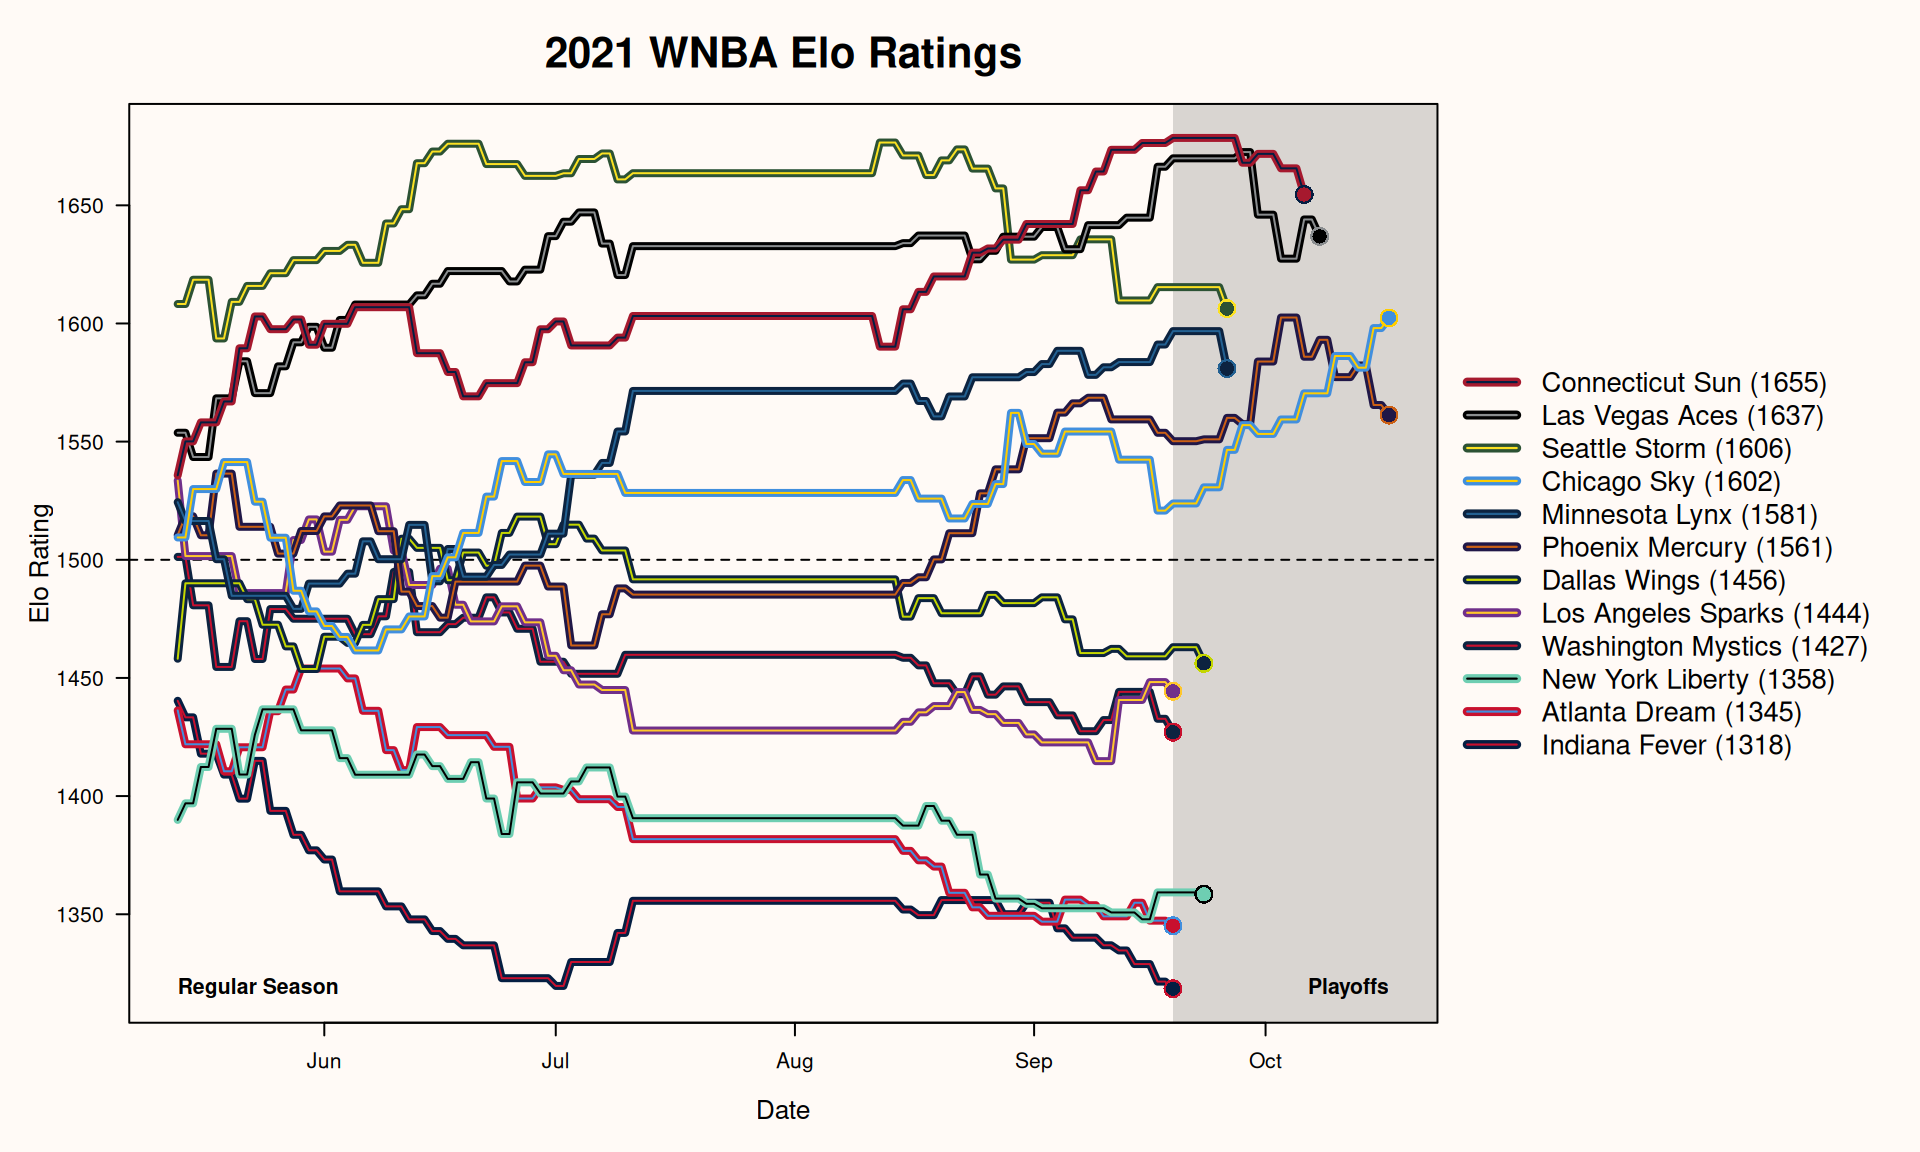 2021 WNBA Elo Ratings
Elo Rating
1650
1600
1550
1500
1450
1400
1350
Regular Season
Playoffs
Jun
Jul
Aug
Sep
Oct
Date
Connecticut Sun (1655)
Las Vegas Aces (1637)
Seattle Storm (1606)
Chicago Sky (1602)
Minnesota Lynx (1581)
Phoenix Mercury (1561)
Dallas Wings (1456)
Los Angeles Sparks (1444)
Washington Mystics (1427)
New York Liberty (1358)
Atlanta Dream (1345)
Indiana Fever (1318)